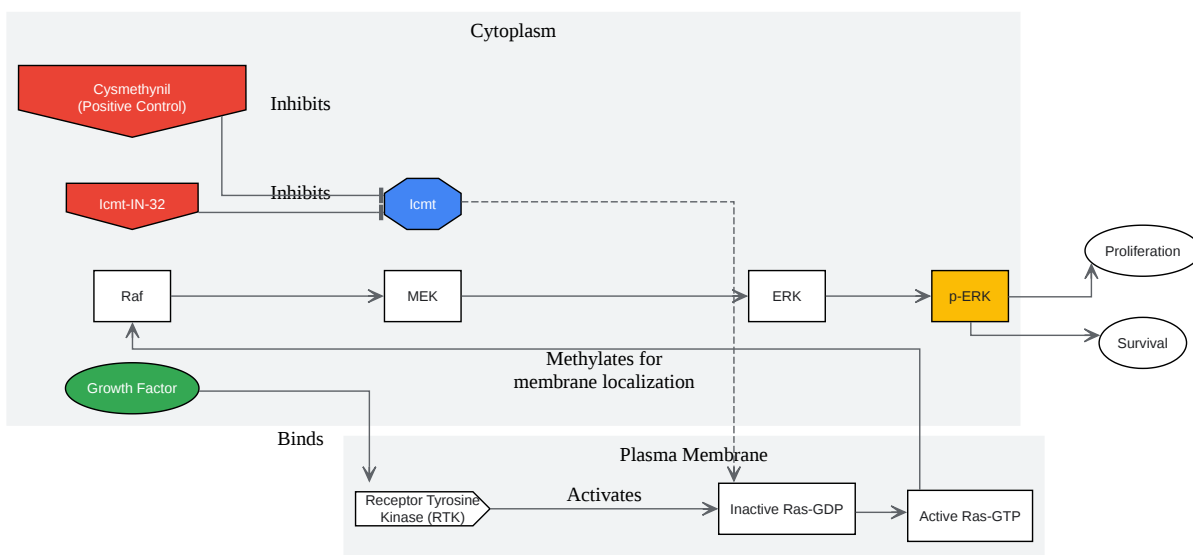 Cytoplasm
Cysmethynil
(Positive Control)
Inhibits
Icmt-IN-32
Inhibits
Icmt
Raf
MEK
ERK
p-ERK
Proliferation
Survival
Methylates for
membrane localization
Growth Factor
Binds
Plasma Membrane
Receptor Tyrosine
Kinase (RTK)
Activates
Inactive Ras-GDP
Active Ras-GTP